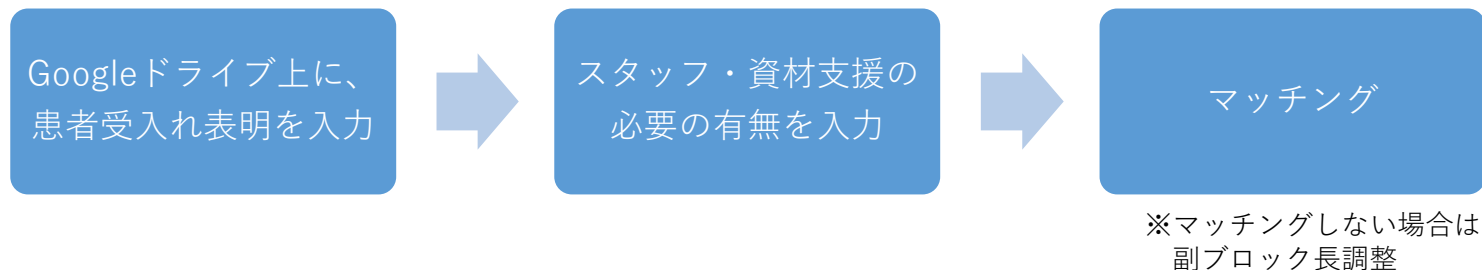 Googleドライブ上に、
患者受入れ表明を入力
スタッフ・資材支援の
必要の有無を入力
マッチング
※マッチングしない場合は
副ブロック長調整